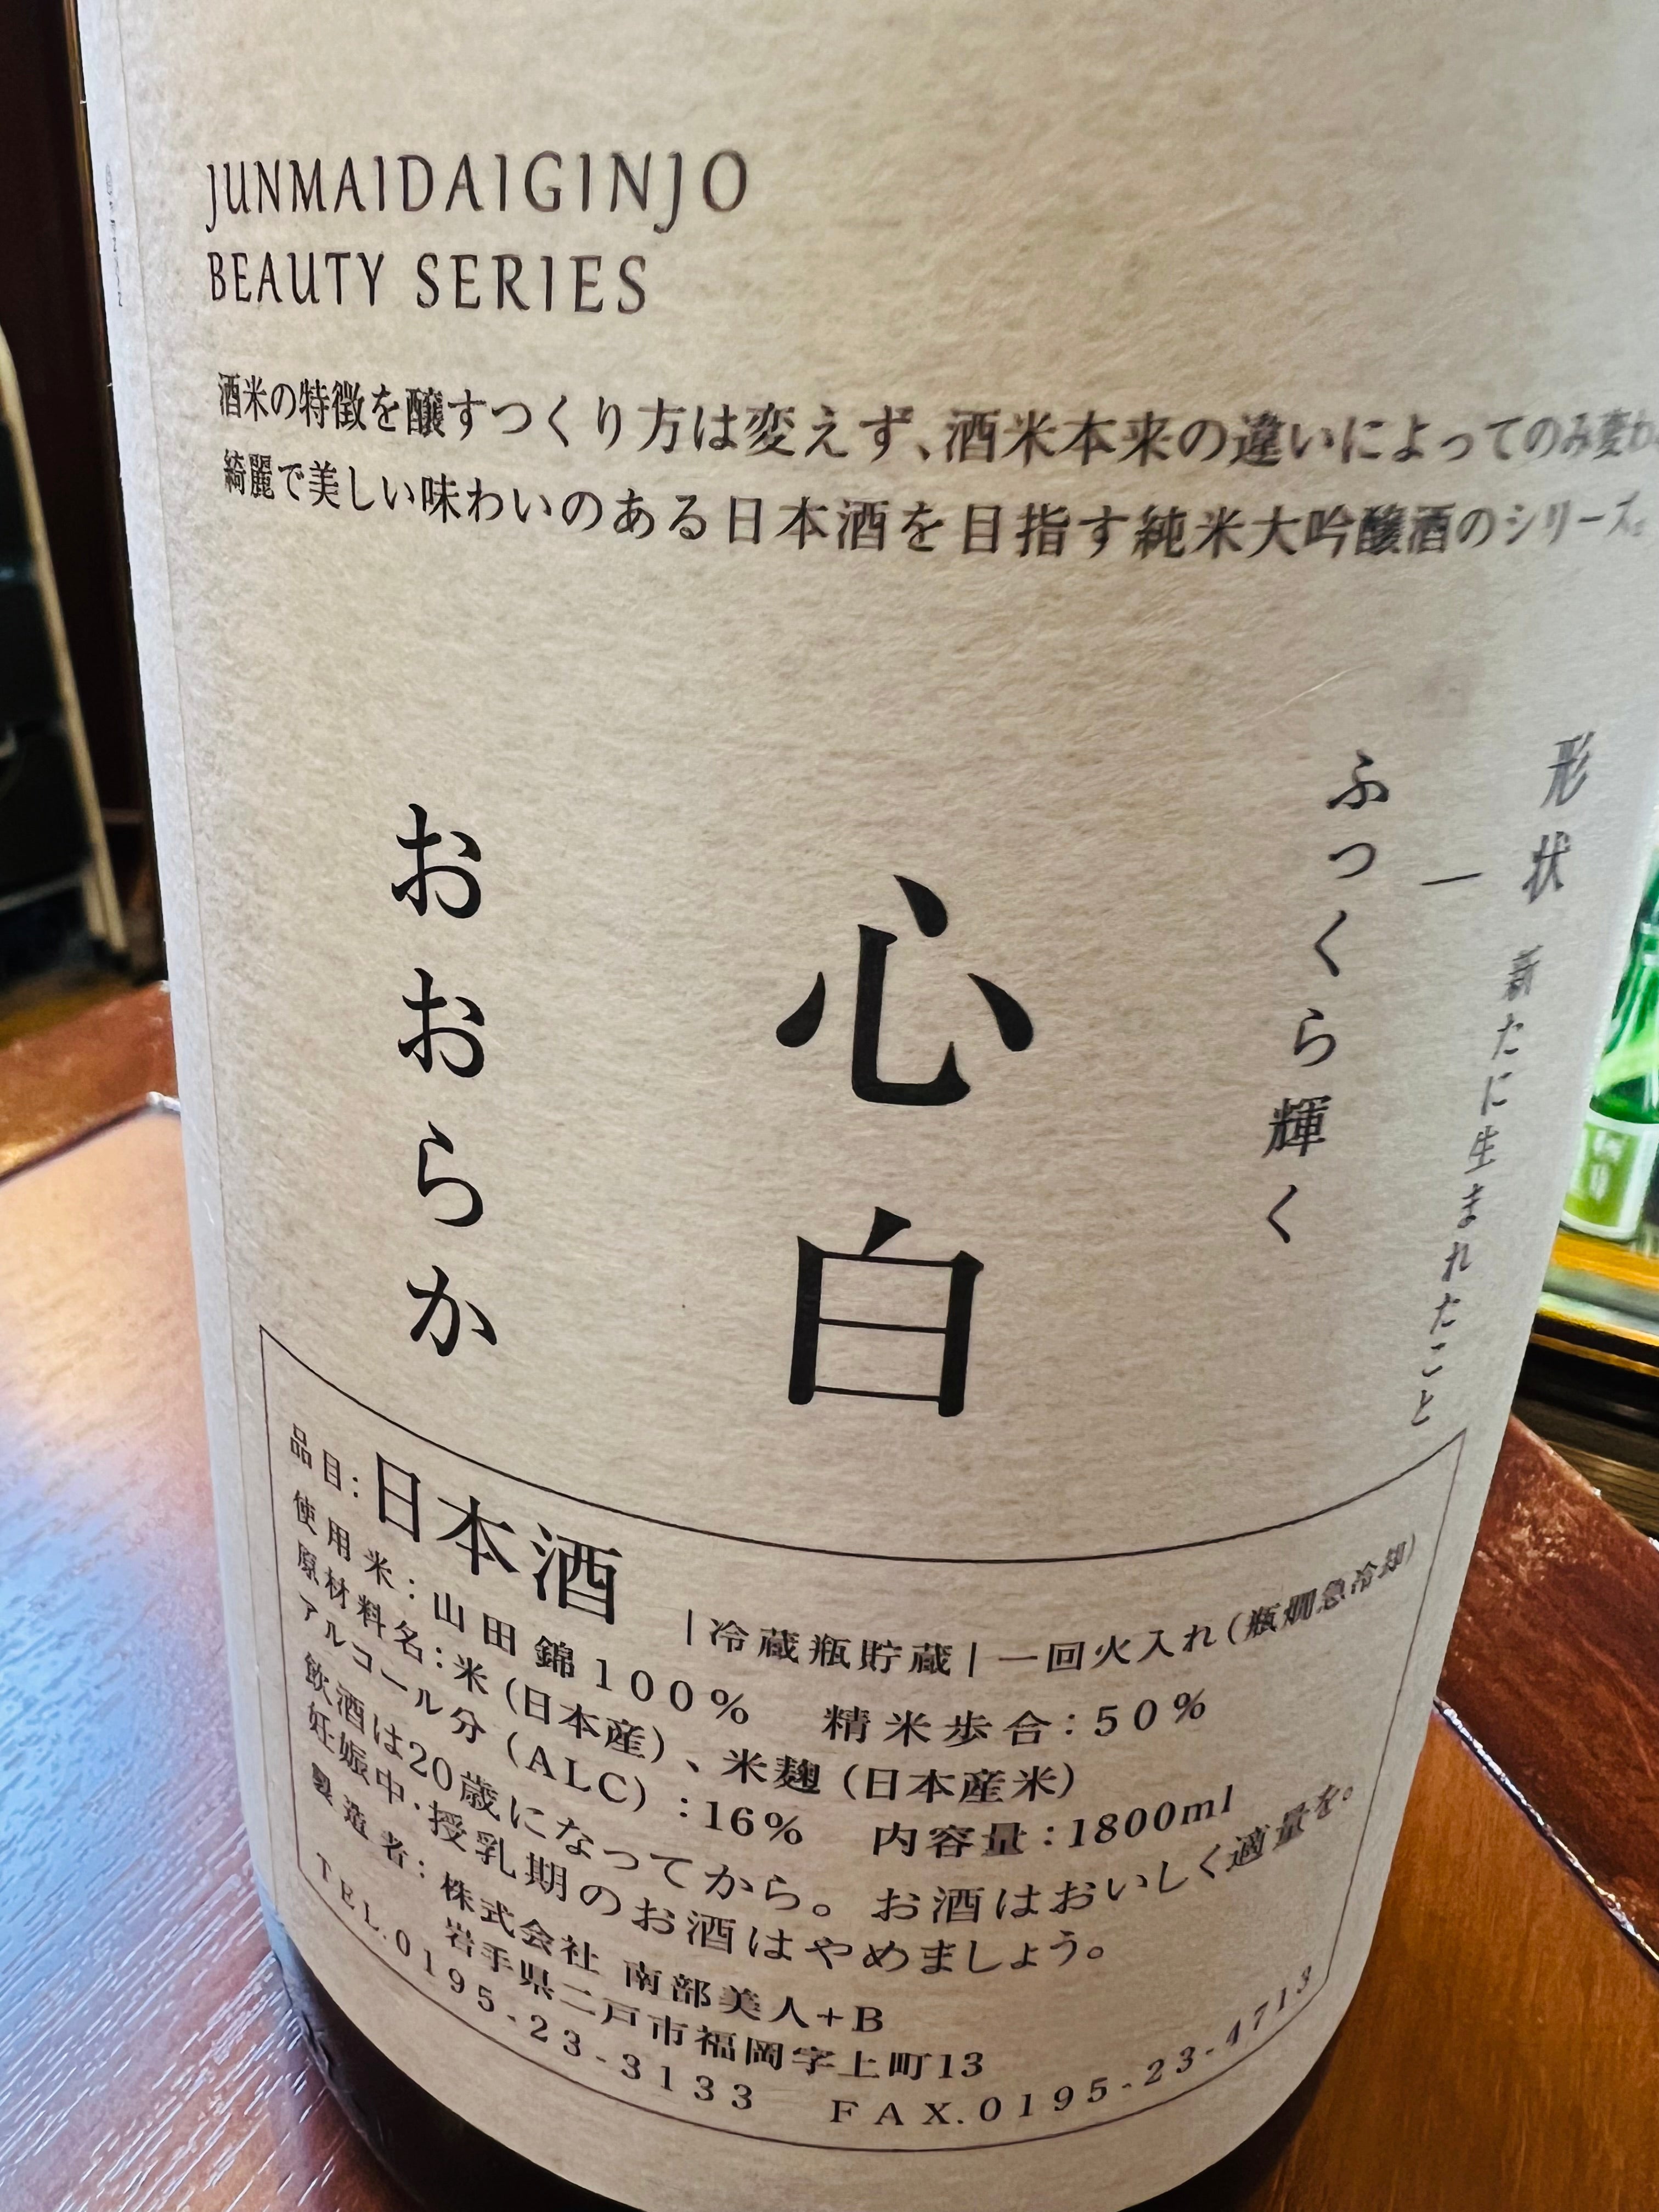 JUNMAIDAIGINJO
BEAUTY SERIES
酒米の特徴を醸すつくり方は変えず、酒米本来の違いによってのみ変わ
綺麗で美しい味わいのある日本酒を目指す純米大吟醸酒のシリーズ。
形状 新たに生まれたこと
ー
ふっくら輝く
心白
おおらか
品目:日本酒 |冷蔵瓶貯蔵|一回火入れ(瓶燗急冷却)
使用米:山田錦100% 精米歩合:50%
原材料名:米(日本産)、米麹(日本産米)
アルコール分(ALC):16% 内容量:1800ml
飲酒は20歳になってから。お酒はおいしく適量を。
妊娠中・授乳期のお酒はやめましょう。
製造者:株式会社 南部美人+B
岩手県二戸市福岡字上町13
TEL.0195-23-3133 FAX.0195-23-4713